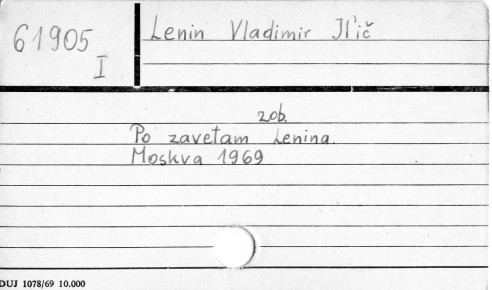 61905
I
Lenin Vladimir Il'ič
zob.
Po zavetam Lenina.
Moskva 1969
DUJ 1078/69 10.000